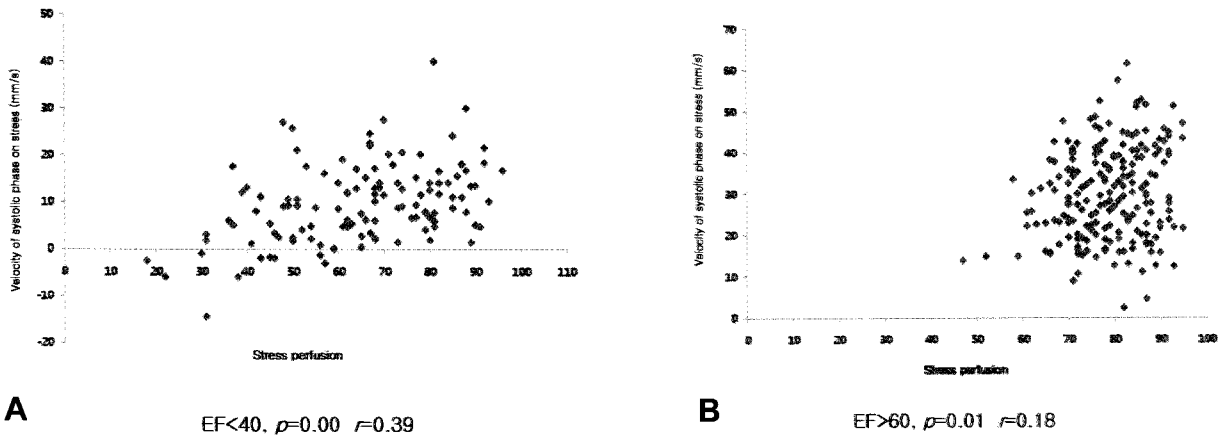 50
40
30
20
10
0
-10
-20
0 10 20 30 40 50 60 70 80 90 100 110
Velocity of systolic phase on stress (mm/s)
Stress perfusion
A
EF<40, p=0.00 r=0.39
70
60
50
40
30
20
10
0
0 10 20 30 40 50 60 70 80 90 100
Velocity of systolic phase on stress (mm/s)
Stress perfusion
B
EF>60, p=0.01 r=0.18